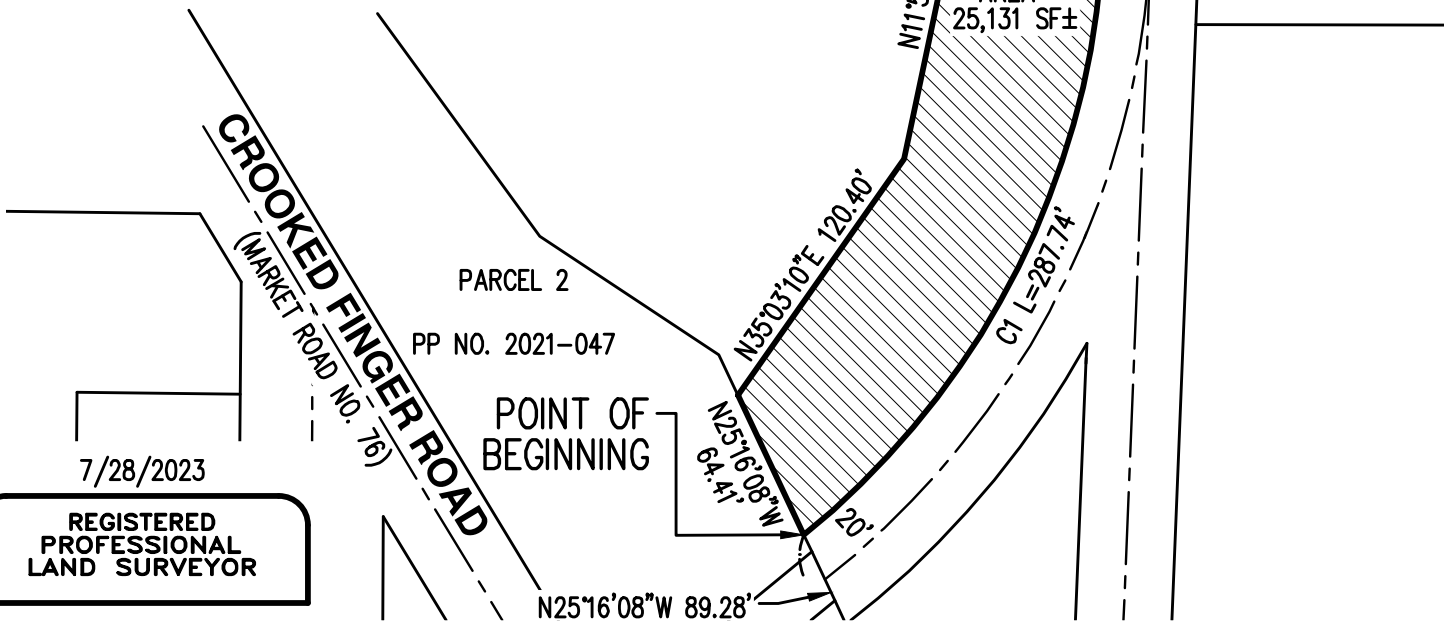 25,131 SF±
CROOKED FINGER ROAD
(MARKET ROAD NO. 76)
PARCEL 2
PP NO. 2021-047
N35°03'10"E 120.40'
C1 L=287.74'
POINT OF
BEGINNING
N25°16'08"W
64.41'
20'
N25°16'08"W 89.28'
7/28/2023
REGISTERED
PROFESSIONAL
LAND SURVEYOR